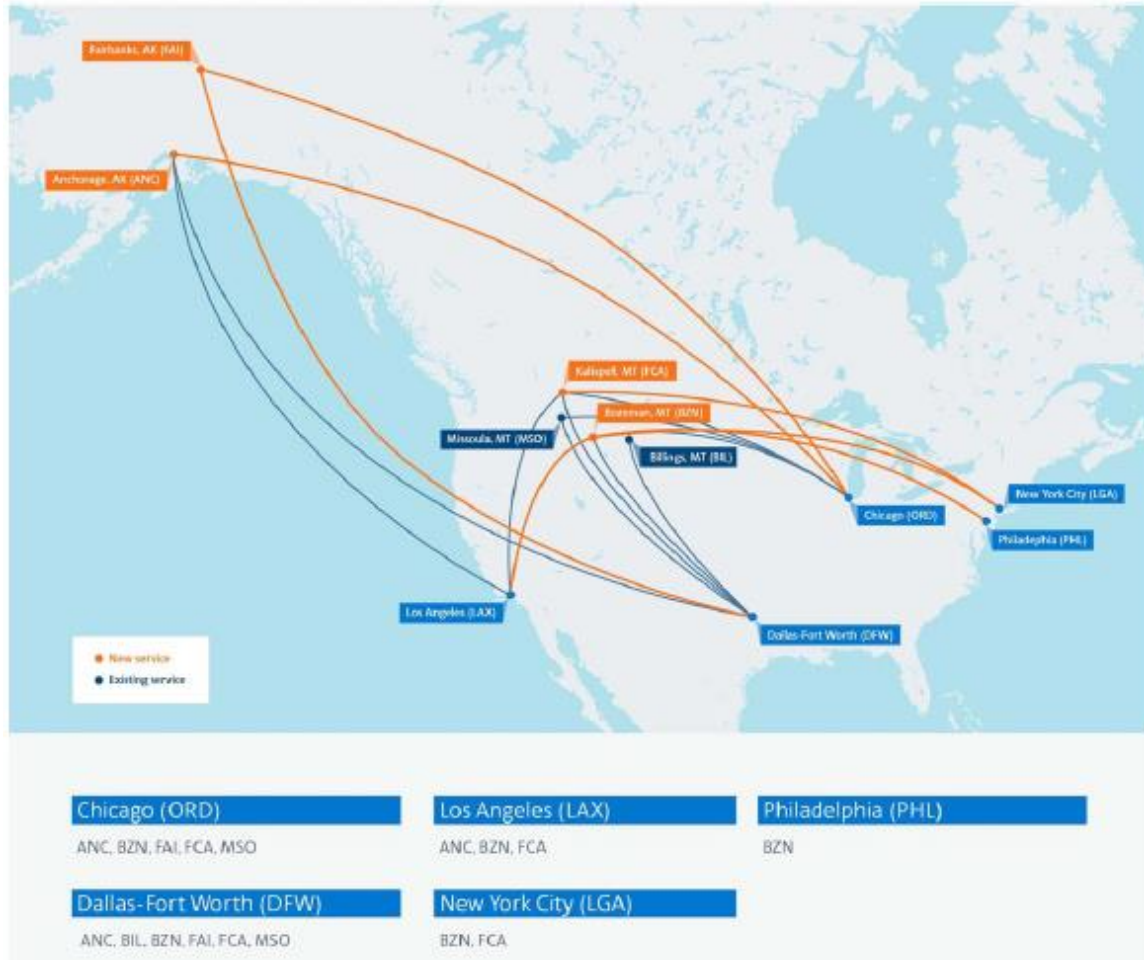 Fairbanks, AK (FAI)
Anchorage, AK (ANC)
Kalispell, MT (FCA)
Bozeman, MT (BZN)
Missoula, MT (MSO)
Billings, MT (BIL)
New York City (LGA)
Chicago (ORD)
Philadephia (PHL)
Los Angeles (LAX)
Dallas-Fort Worth (DFW)
New service
Existing service
Chicago (ORD)
ANC, BZN, FAI, FCA, MSO
Los Angeles (LAX)
ANC, BZN, FCA
Philadelphia (PHL)
BZN
Dallas-Fort Worth (DFW)
ANC, BIL, BZN, FAI, FCA, MSO
New York City (LGA)
BZN, FCA